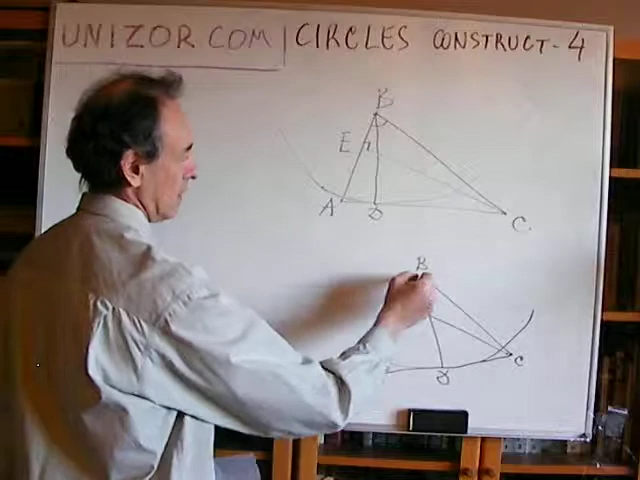 UNIZOR.COM CIRCLES CONSTRUCT-4
B
E h
A D C.
B
D C